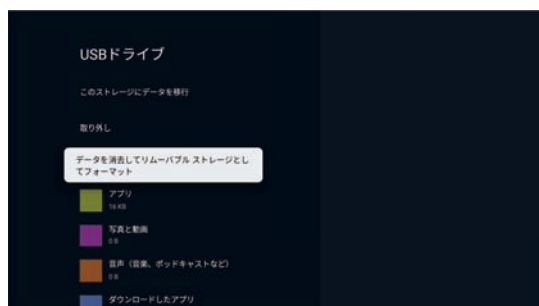 USBドライブ
このストレージにデータを移行
取り外し
データを消去してリムーバブル ストレージとし
てフォーマット
アプリ
16 KB
写真と動画
0 B
音声（音楽、ポッドキャストなど）
0 B
ダウンロードしたアプリ